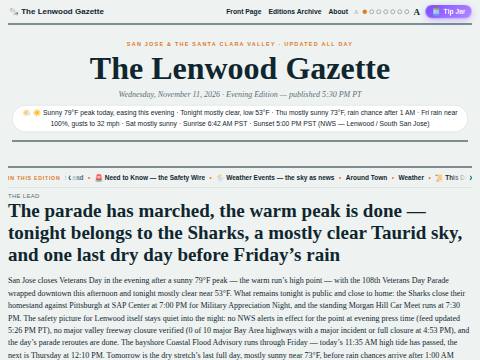 The Lenwood Gazette
Front Page Editions Archive About A A Tip Jar
SAN JOSE & THE SANTA CLARA VALLEY · UPDATED ALL DAY
The Lenwood Gazette
Wednesday, November 11, 2026 · Evening Edition — published 5:30 PM PT
Sunny 79°F peak today, easing this evening · Tonight mostly clear, low 53°F · Thu mostly sunny 73°F, rain chance after 1 AM · Fri rain near
100%, gusts to 32 mph · Sat mostly sunny · Sunrise 6:42 AM PST · Sunset 5:00 PM PST (NWS — Lenwood / South San Jose)
IN THIS EDITION ‹ • Need to Know — the Safety Wire • Weather Events — the sky as news • Around Town • Weather • This ›
THE LEAD
The parade has marched, the warm peak is done —
tonight belongs to the Sharks, a mostly clear Taurid sky,
and one last dry day before Friday’s rain
San Jose closes Veterans Day in the evening after a sunny 79°F peak — the warm run’s high point — with the 108th Veterans Day Parade
wrapped downtown this afternoon and tonight mostly clear near 53°F. What remains tonight is public and close to home: the Sharks close their
homestand against Pittsburgh at SAP Center at 7:00 PM for Military Appreciation Night, and the standing Morgan Hill Car Meet runs at 7:30
PM. The safety picture for Lenwood itself stays quiet into the night: no NWS alerts in effect for the point at evening press time (feed updated
5:26 PM PT), no major valley freeway closure verified (0 of 10 major Bay Area highways with a major incident or full closure at 4:53 PM), and
the day’s parade reroutes are done. The bayshore Coastal Flood Advisory runs through Friday — today’s 11:35 AM high tide has passed, the
next is Thursday at 12:10 PM. Tomorrow is the dry stretch’s last full day, mostly sunny near 73°F, before rain chances arrive after 1:00 AM